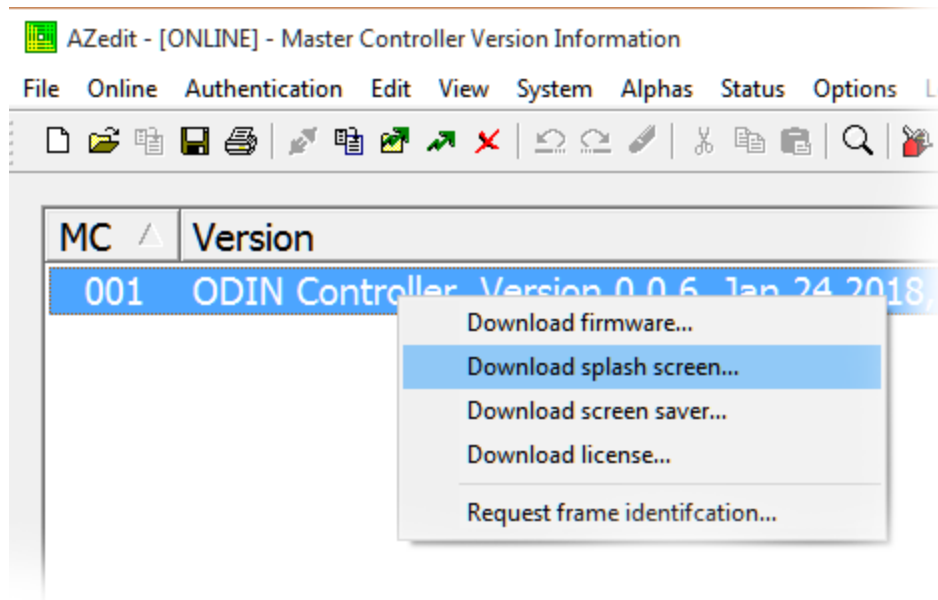 AZedit - [ONLINE] - Master Controller Version Information
File Online Authentication Edit View System Alphas Status Options
MC Version
001 ODIN Controller Version 0.0.6 Jan 24 2018,
Download firmware...
Download splash screen...
Download screen saver...
Download license...
Request frame identifcation...